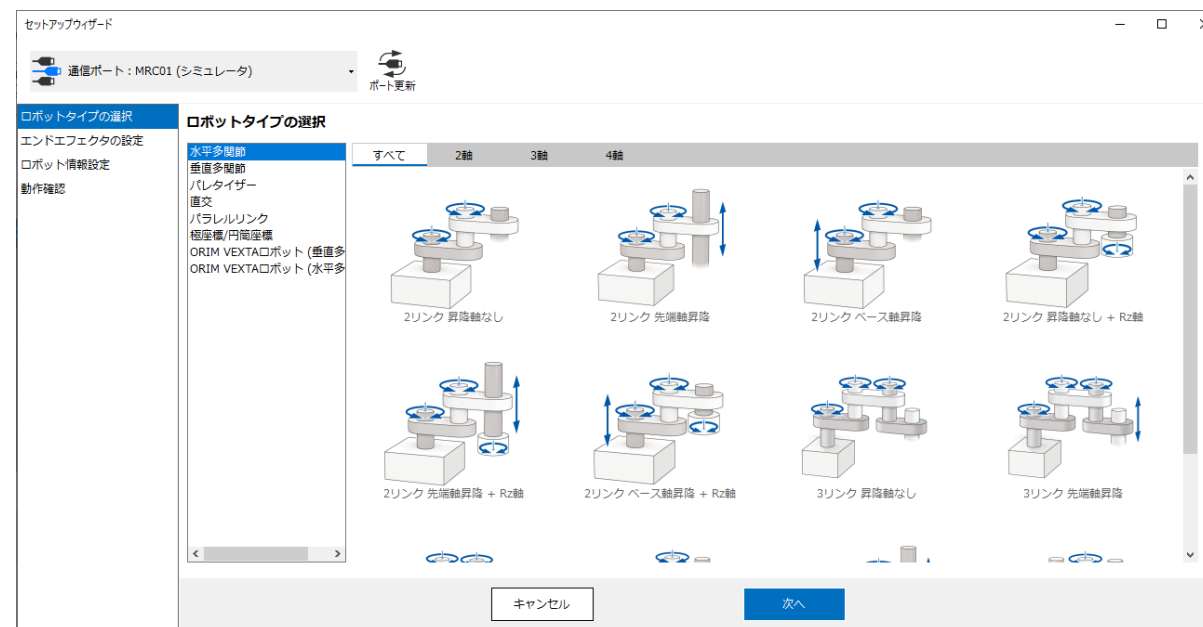 セットアップウィザード
通信ポート : MRC01 (シミュレータ)
ポート更新
ロボットタイプの選択
エンドエフェクタの設定
ロボット情報設定
動作確認
ロボットタイプの選択
水平多関節
垂直多関節
パレタイザー
直交
パラレルリンク
極座標/円筒座標
ORIM VEXTAロボット (垂直多
ORIM VEXTAロボット (水平多
すべて 2軸 3軸 4軸
2リンク 昇降軸なし 2リンク 先端軸昇降 2リンク ベース軸昇降 2リンク 昇降軸なし + Rz軸
2リンク 先端軸昇降 + Rz軸 2リンク ベース軸昇降 + Rz軸 3リンク 昇降軸なし 3リンク 先端軸昇降
キャンセル 次へ